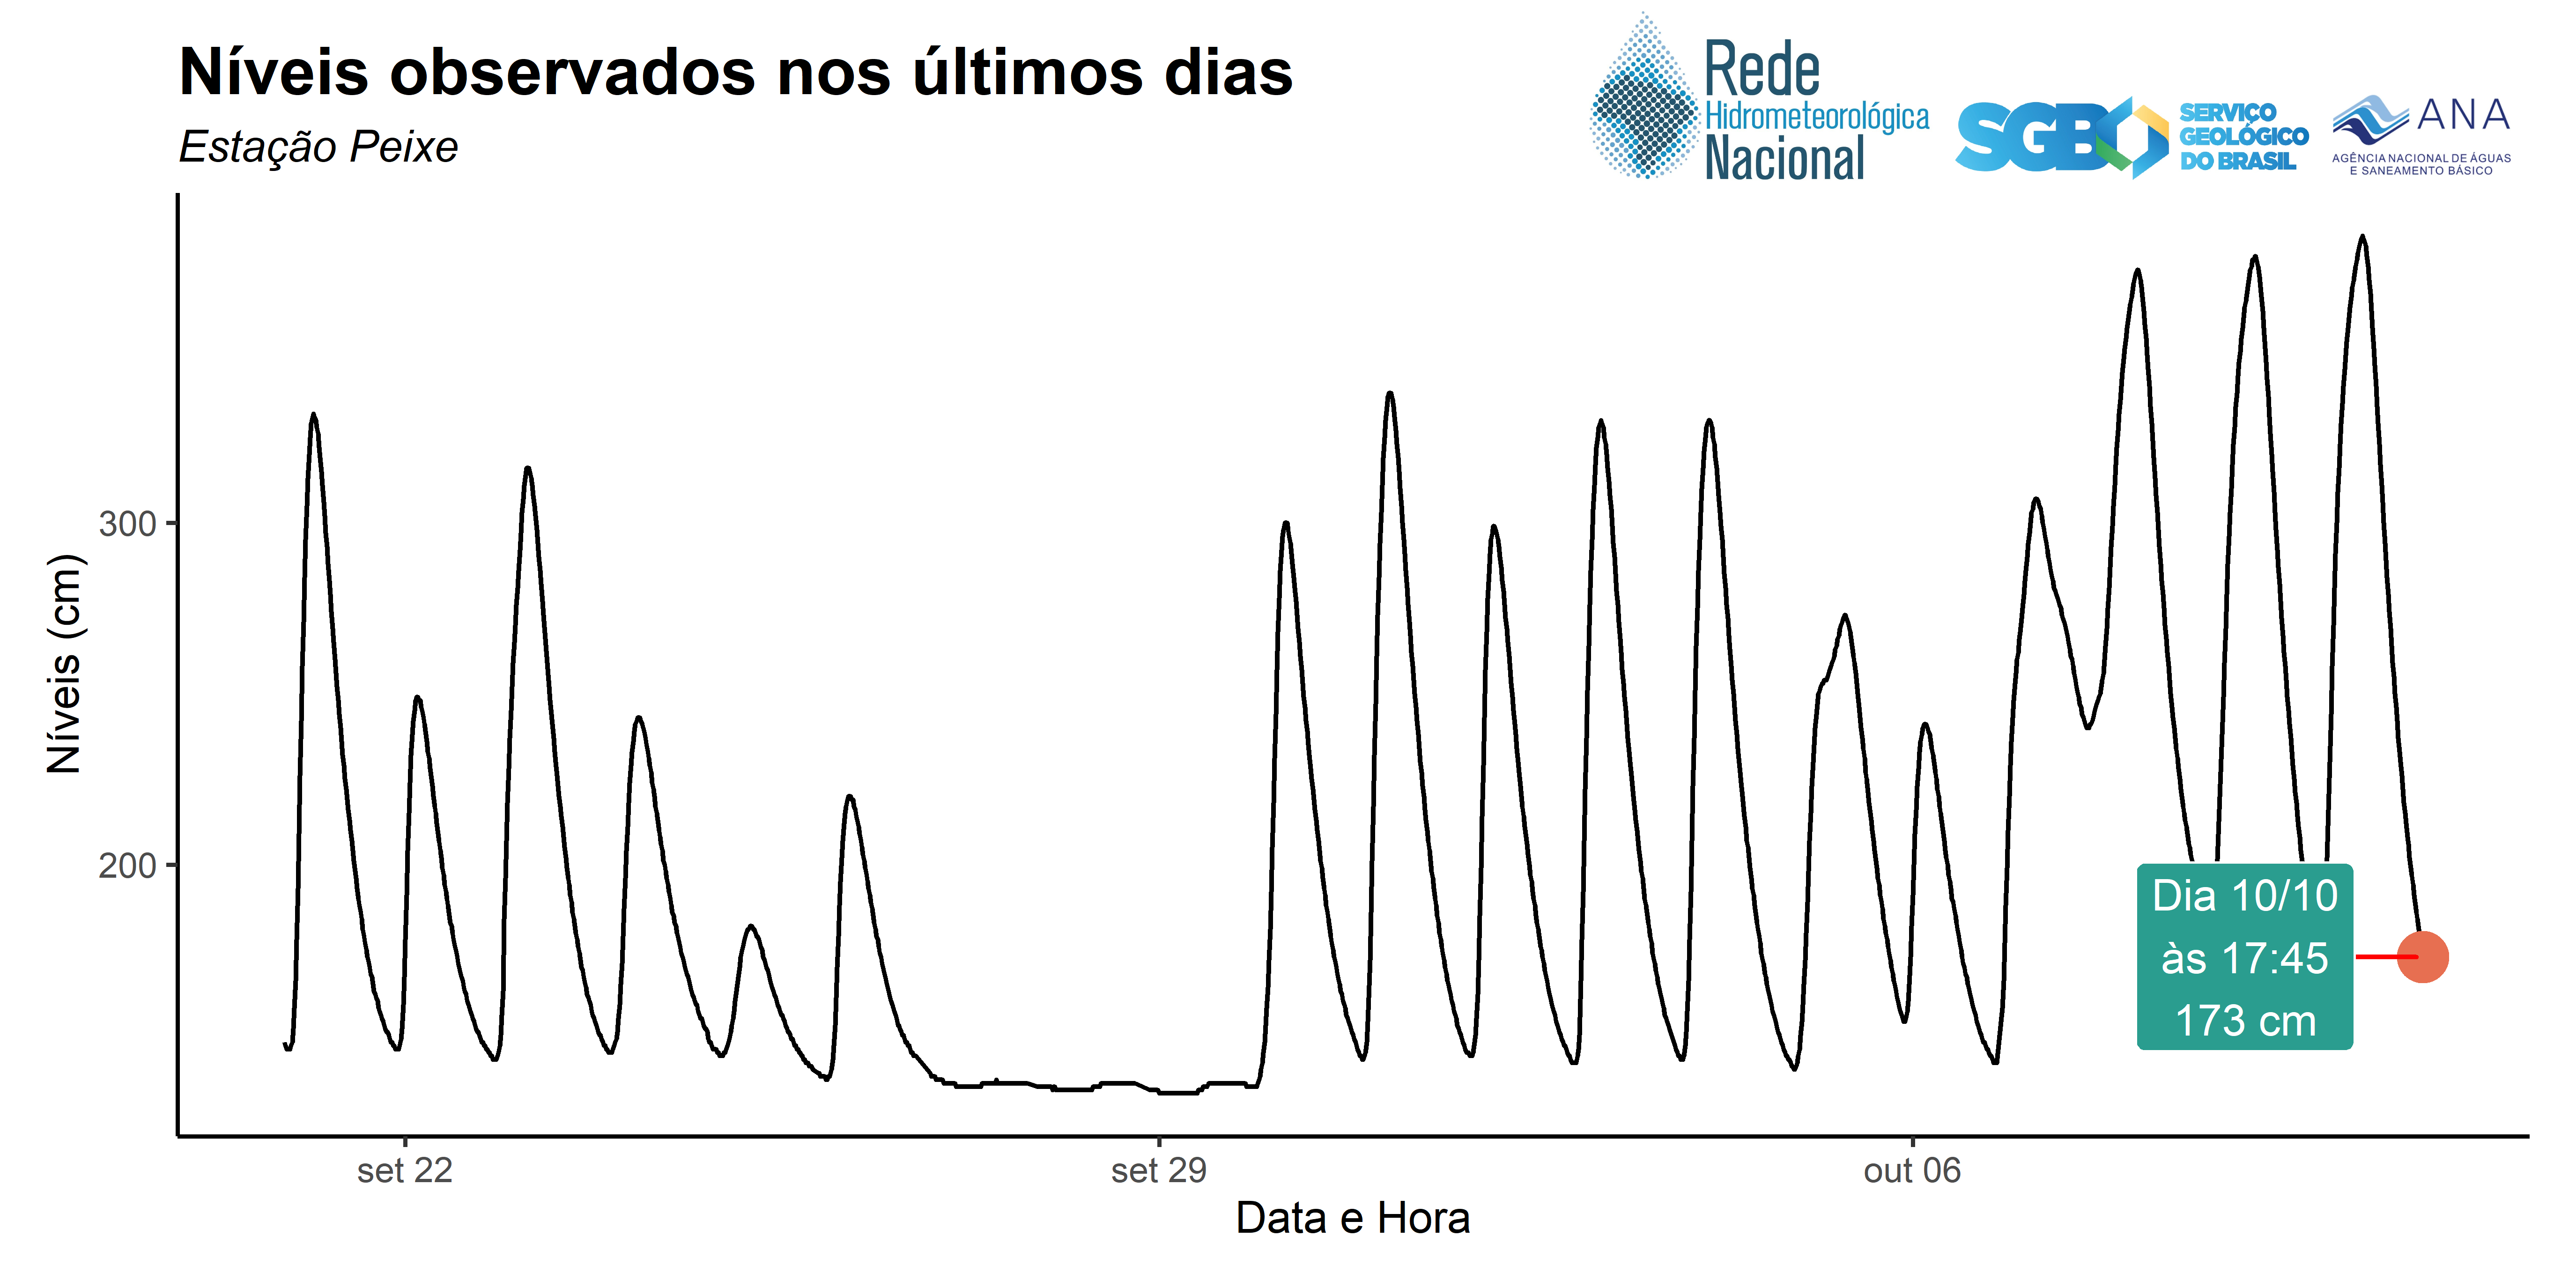 Níveis observados nos últimos dias
Estação Peixe
Rede
Hidrometeorológica
Nacional
SGB
SERVIÇO
GEOLÓGICO
DO BRASIL
ANA
AGÊNCIA NACIONAL DE ÁGUAS
E SANEAMENTO BÁSICO
Níveis (cm)
300
200
Dia 10/10
às 17:45
173 cm
set 22
set 29
out 06
Data e Hora